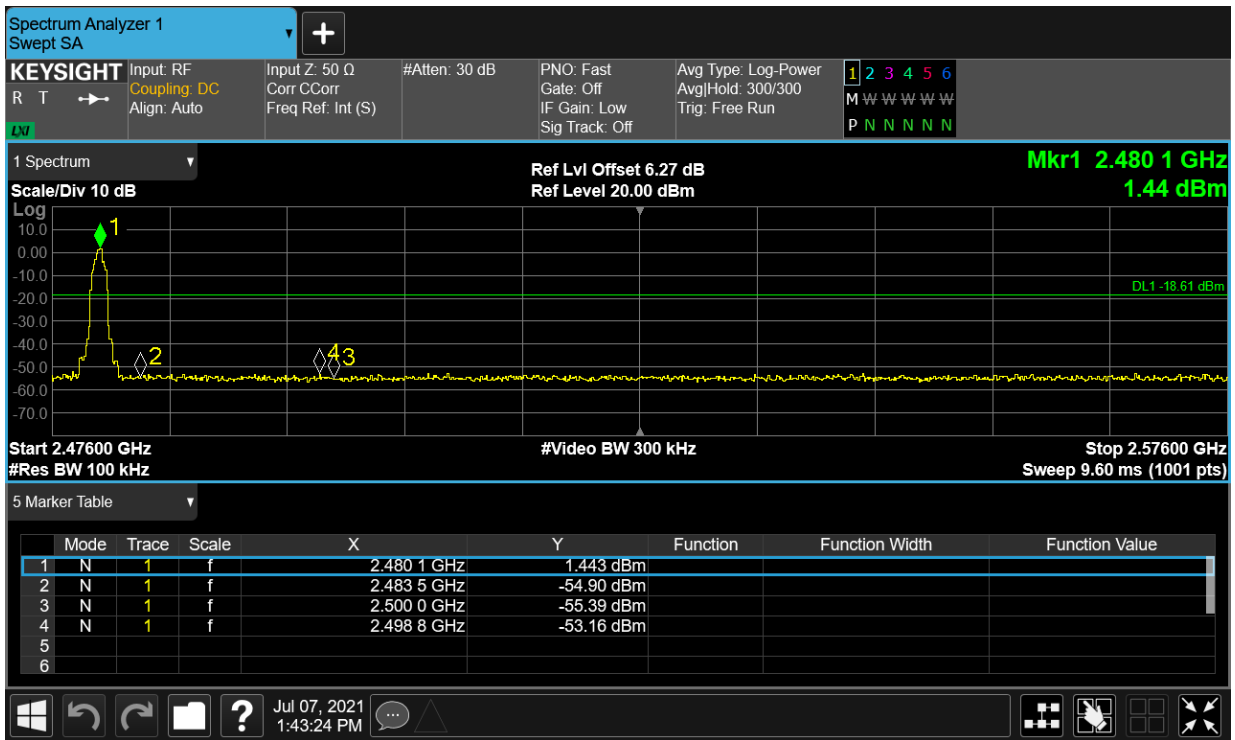 Spectrum Analyzer 1
Swept SA
KEYSIGHT Input: RF Input Z: 50 Ω #Atten: 30 dB PNO: Fast Avg Type: Log-Power 1 2 3 4 5 6
R T Coupling: DC Corr CCorr Gate: Off Avg|Hold: 300/300 M W W W W W
Align: Auto Freq Ref: Int (S) IF Gain: Low Trig: Free Run
LXI Sig Track: Off P N N N N N
1 Spectrum Ref Lvl Offset 6.27 dB Mkr1 2.480 1 GHz
Scale/Div 10 dB Ref Level 20.00 dBm 1.44 dBm
Log
1
10.0
0.00
-10.0
DL1 -18.61 dBm
-20.0
-30.0
-40.0
2 4 3
-50.0
-60.0
-70.0
Start 2.47600 GHz #Video BW 300 kHz Stop 2.57600 GHz
#Res BW 100 kHz Sweep 9.60 ms (1001 pts)
5 Marker Table
Mode Trace Scale X Y Function Function Width Function Value
1 N 1 f 2.480 1 GHz 1.443 dBm
2 N 1 f 2.483 5 GHz -54.90 dBm
3 N 1 f 2.500 0 GHz -55.39 dBm
4 N 1 f 2.498 8 GHz -53.16 dBm
5
6
? Jul 07, 2021
1:43:24 PM